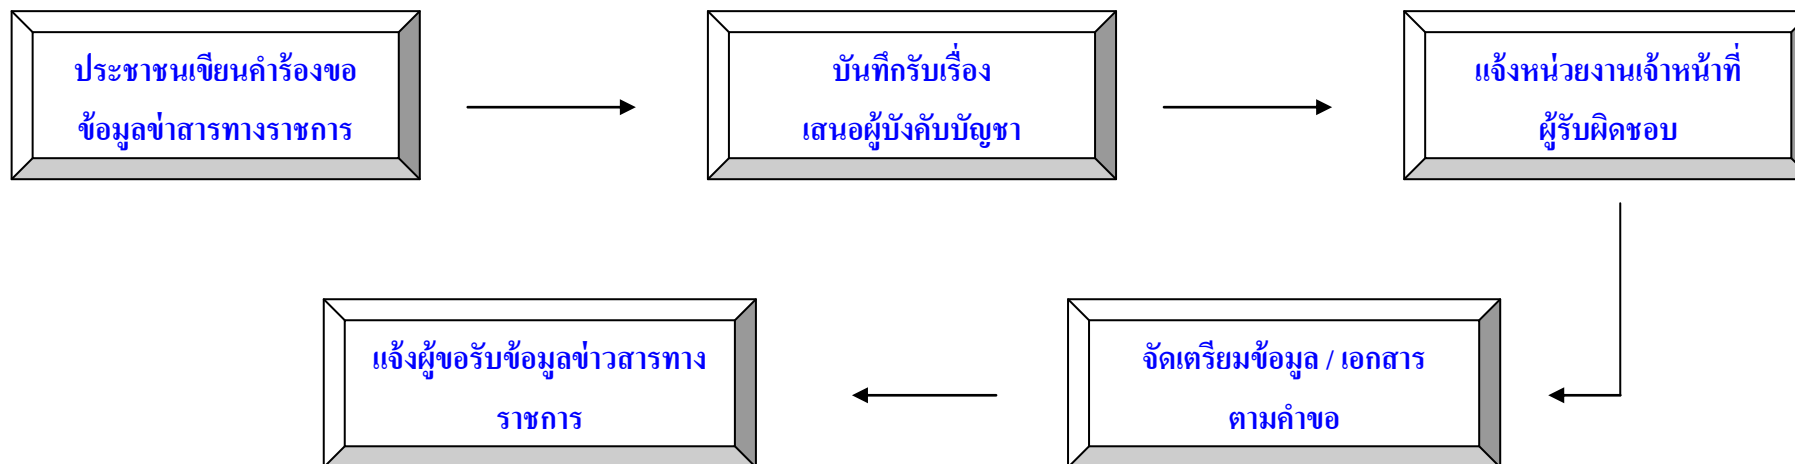 ประชาชนเขียนคำร้องขอ
ข้อมูลข่าสารทางราชการ
บันทึกรับเรื่อง
เสนอผู้บังคับบัญชา
แจ้งหน่วยงานเจ้าหน้าที่
ผู้รับผิดชอบ
จัดเตรียมข้อมูล / เอกสาร
ตามคำขอ
แจ้งผู้ขอรับข้อมูลข่าวสารทาง
ราชการ